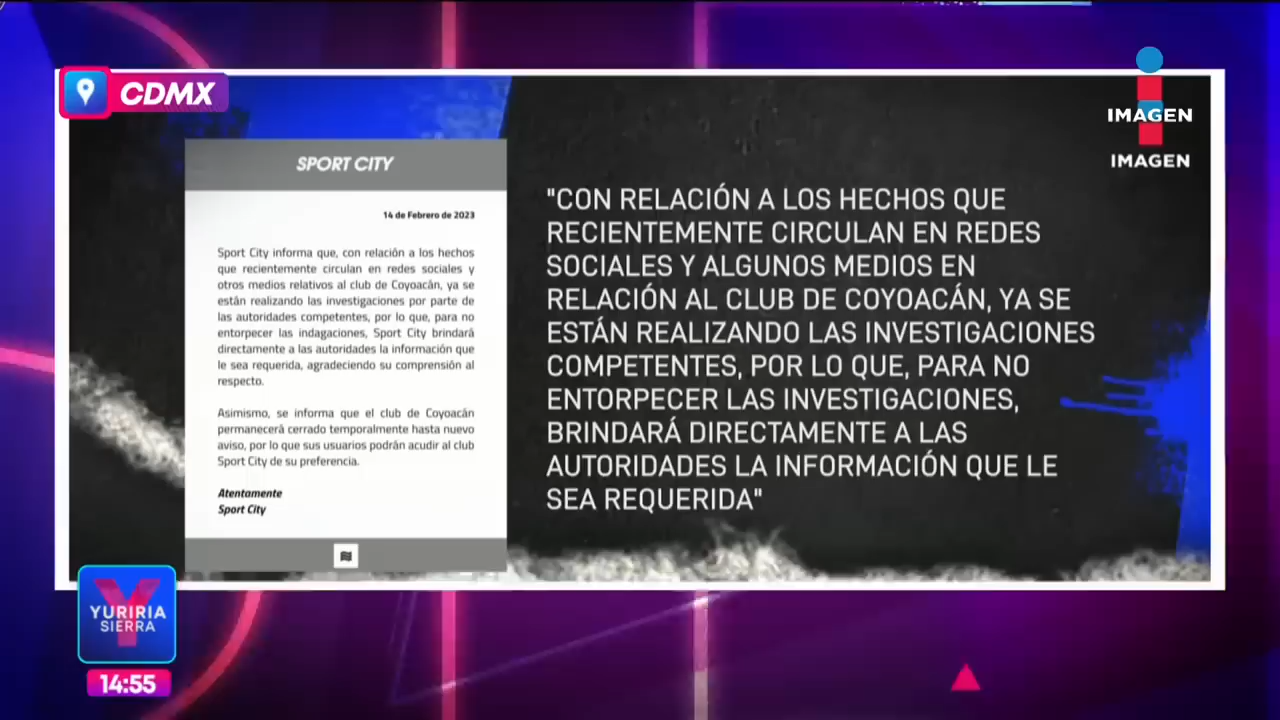 CDMX
IMAGEN
IMAGEN
SPORT CITY
14 de Febrero de 2023
Sport City informa que, con relación a los hechos
que recientemente circulan en redes sociales y
otros medios relativos al club de Coyoacán, ya se
están realizando las investigaciones por parte de
las autoridades competentes, por lo que, para no
entorpecer las indagaciones, Sport City brindará
directamente a las autoridades la información que
le sea requerida, agradeciendo su comprensión al
respecto.
Asimismo, se informa que el club de Coyoacán
permanecerá cerrado temporalmente hasta nuevo
aviso, por lo que sus usuarios podrán acudir al club
Sport City de su preferencia.
Atentamente
Sport City
"CON RELACIÓN A LOS HECHOS QUE
RECIENTEMENTE CIRCULAN EN REDES
SOCIALES Y ALGUNOS MEDIOS EN
RELACIÓN AL CLUB DE COYOACÁN, YA SE
ESTÁN REALIZANDO LAS INVESTIGACIONES
COMPETENTES, POR LO QUE, PARA NO
ENTORPECER LAS INVESTIGACIONES,
BRINDARÁ DIRECTAMENTE A LAS
AUTORIDADES LA INFORMACIÓN QUE LE
SEA REQUERIDA"
YURIRIA
SIERRA
14:55